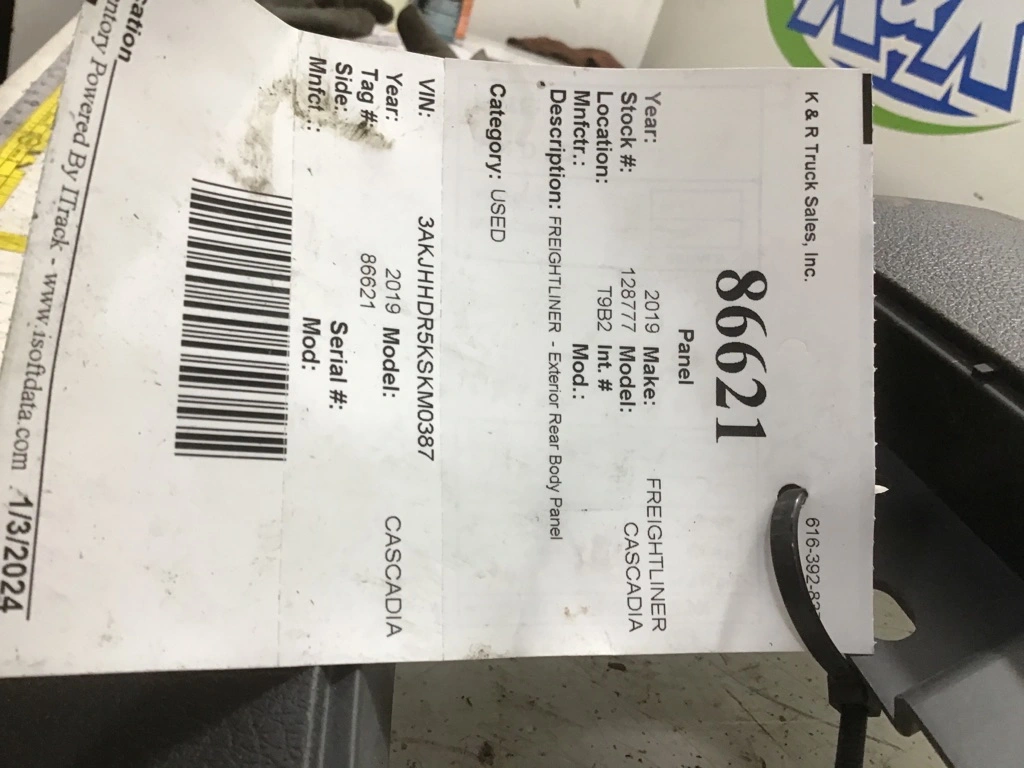 K & R Truck Sales, Inc. 616-392-
86621
Panel
Year: 2019 Make: FREIGHTLINER
Stock #: 128777 Model: CASCADIA
Location: T9B2 Int. #
Mnfctr.: Mod.:
Description: FREIGHTLINER - Exterior Rear Body Panel
Category: USED
VIN: 3AKJHHDR5KSKM0387
Year: 2019 Model: CASCADIA
Tag #: 86621
Side: Serial #:
Mnfct..: Mod:
ntory Powered By ITrack - www.isoftdata.com 1/3/2024
K&R